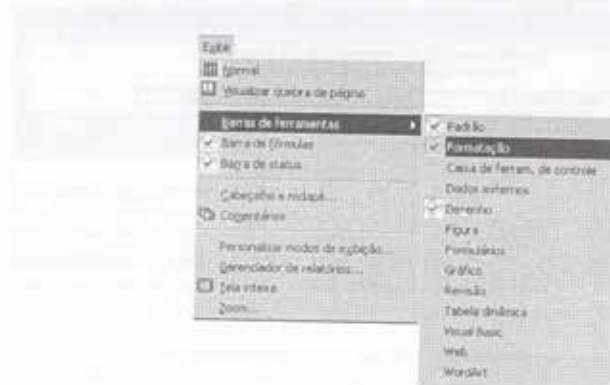 Exibir
Normal
Visualizar quebra de página
Barras de ferramentas
Barra de fórmulas
Barra de status
Cabeçalho e rodapé...
Comentários
Personalizar modos de exibição...
Gerenciador de relatórios...
Tela inteira
Zoom...
Padrão
Formatação
Caixa de ferram. de controle
Dados externos
Desenho
Figura
Formulários
Gráfico
Revisão
Tabela dinâmica
Visual Basic
Web
WordArt